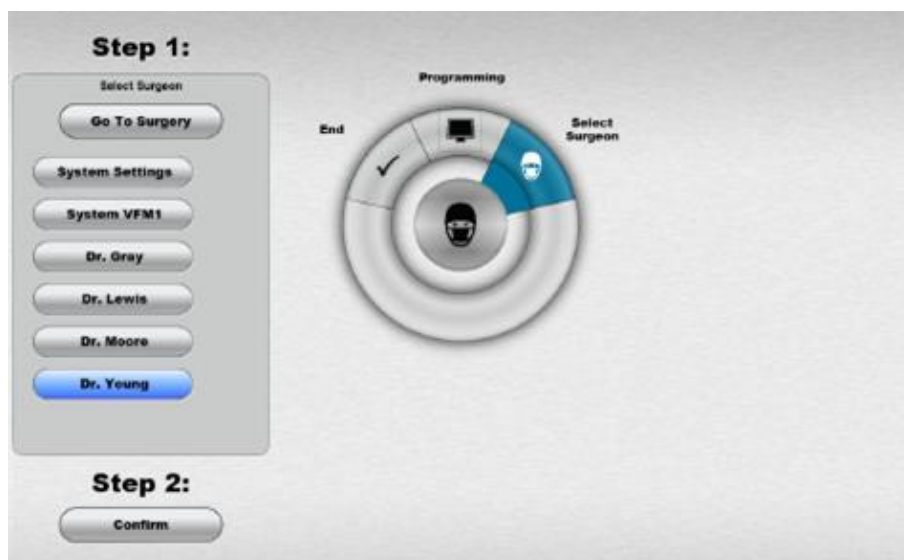 Step 1:
Select Surgeon
Go To Surgery
System Settings
System VFM1
Dr. Gray
Dr. Lewis
Dr. Moore
Dr. Young
Step 2:
Confirm
Programming
End
Select
Surgeon